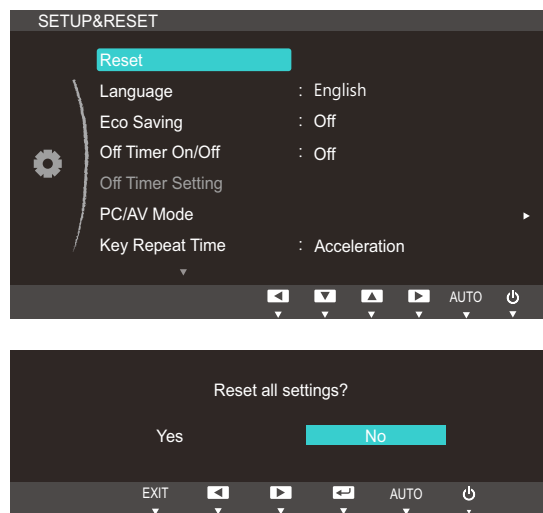 SETUP&RESET
Reset
Language : English
Eco Saving : Off
Off Timer On/Off : Off
Off Timer Setting
PC/AV Mode
Key Repeat Time : Acceleration
AUTO
Reset all settings?
Yes No
EXIT AUTO